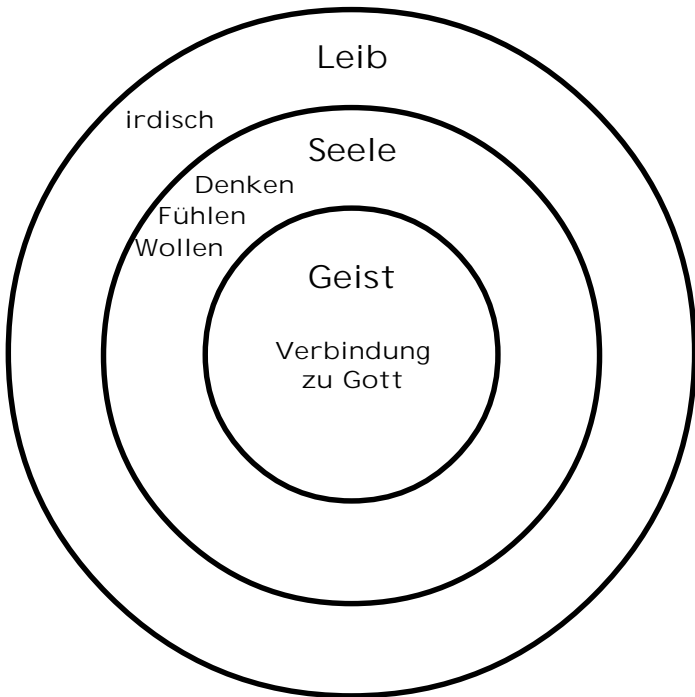 Leib
irdisch
Seele
Denken
Fühlen
Wollen
Geist
Verbindung
zu Gott